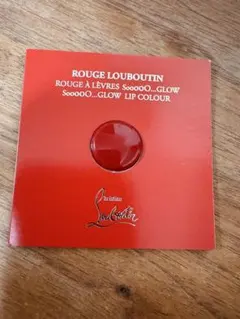 ROUGE LOUBOUTIN
ROUGE À LÈVRES SooooO...GLOW
SooooO...GLOW LIP COLOUR
Christian
Louboutin